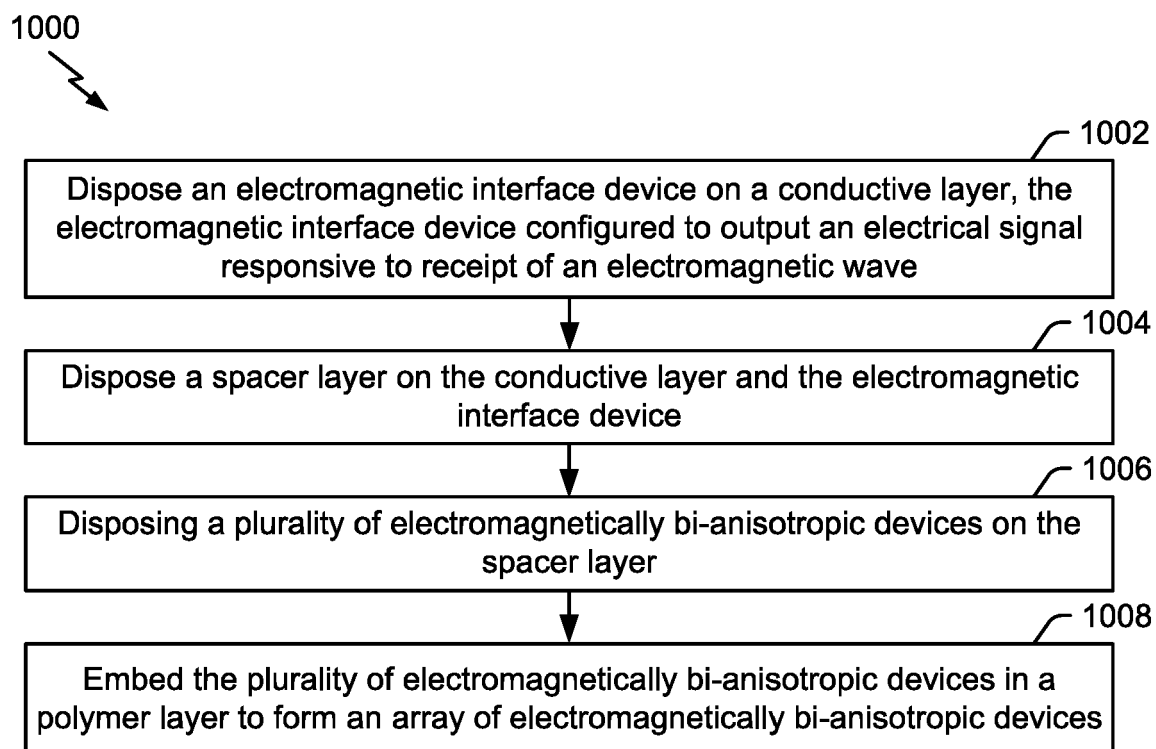 1000
1002
Dispose an electromagnetic interface device on a conductive layer, the
electromagnetic interface device configured to output an electrical signal
responsive to receipt of an electromagnetic wave
1004
Dispose a spacer layer on the conductive layer and the electromagnetic
interface device
1006
Disposing a plurality of electromagnetically bi-anisotropic devices on the
spacer layer
1008
Embed the plurality of electromagnetically bi-anisotropic devices in a
polymer layer to form an array of electromagnetically bi-anisotropic devices